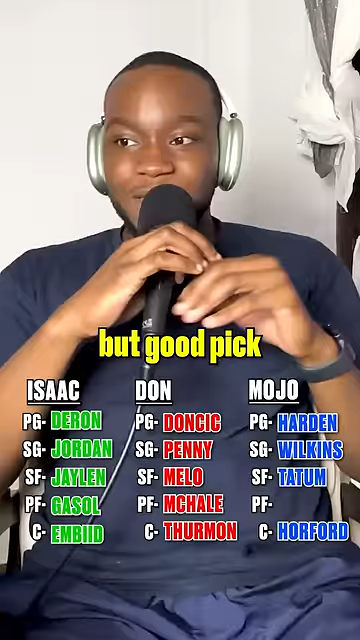 but good pick
ISAAC DON MOJO
PG- DERON PG- DONCIC PG- HARDEN
SG- JORDAN SG- PENNY SG- WILKINS
SF- JAYLEN SF- MELO SF- TATUM
PF- GASOL PF- MCHALE PF-
C- EMBIID C- THURMON C- HORFORD